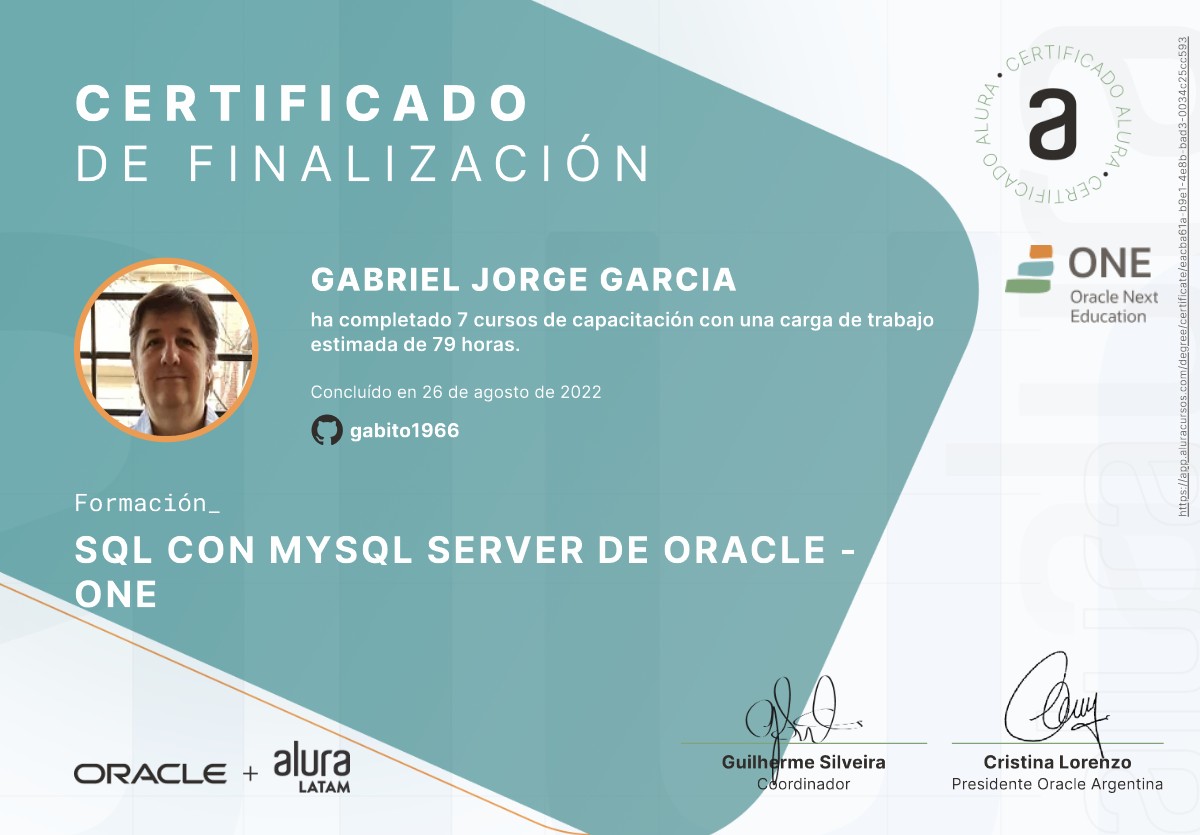 CERTIFICADO
DE FINALIZACIÓN
CERTIFICADO ALURA • CERTIFICADO ALURA • CERTIFICADO ALURA
a
ONE
Oracle Next
Education
GABRIEL JORGE GARCIA
ha completado 7 cursos de capacitación con una carga de trabajo
estimada de 79 horas.
Concluído en 26 de agosto de 2022
gabito1966
Formación_
SQL CON MYSQL SERVER DE ORACLE -
ONE
ORACLE + alura
LATAM
Guilherme Silveira
Coordinador
Cristina Lorenzo
Presidente Oracle Argentina
https://app.aluracursos.com/degree/certificate/eacba61a-b9e1-4e8b-bad3-0034c25cc593
alura